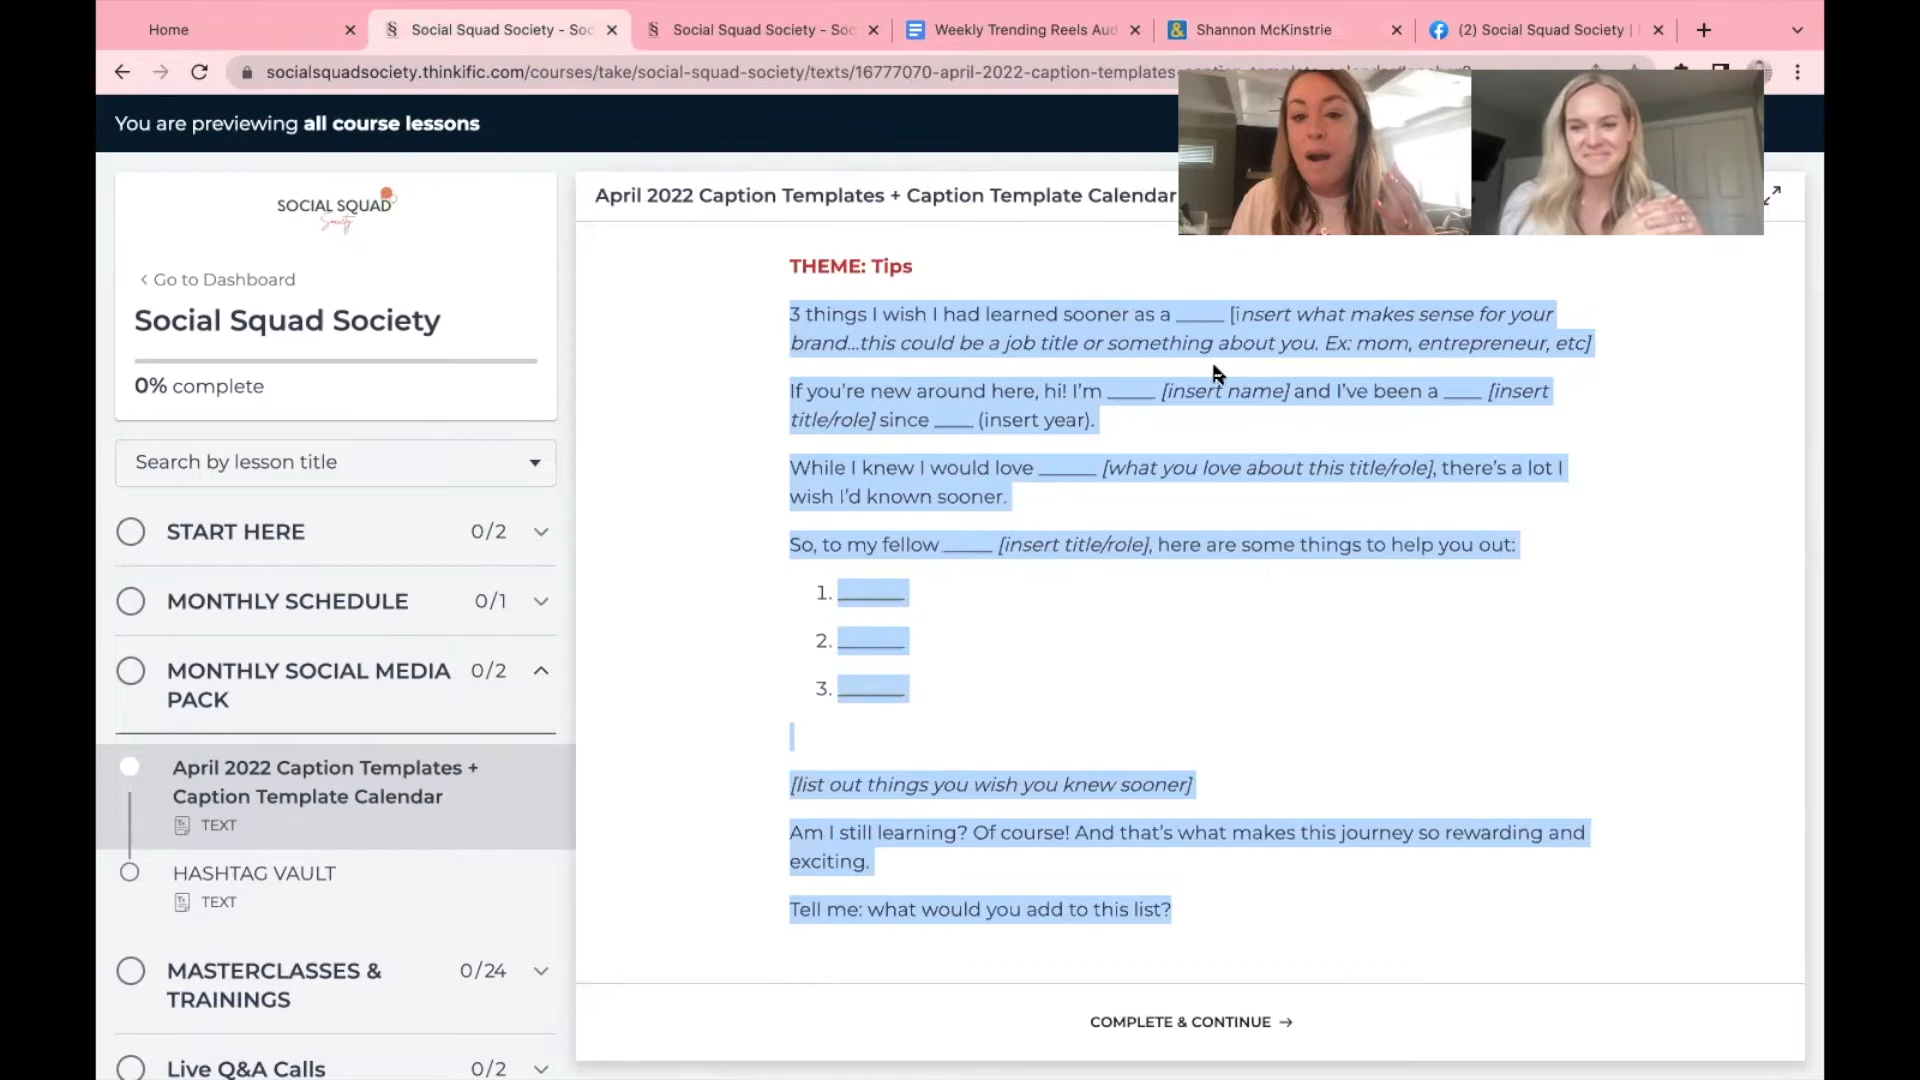 Home
Social Squad Society - Soc
Social Squad Society - Soc
Weekly Trending Reels Aud
Shannon McKinstrie
(2) Social Squad Society |
socialsquadsociety.thinkific.com/courses/take/social-squad-society/texts/16777070-april-2022-caption-templates-
You are previewing all course lessons
SOCIAL SQUAD
Society
< Go to Dashboard
Social Squad Society
0% complete
Search by lesson title
START HERE 0/2
MONTHLY SCHEDULE 0/1
MONTHLY SOCIAL MEDIA 0/2
PACK
April 2022 Caption Templates +
Caption Template Calendar
TEXT
HASHTAG VAULT
TEXT
MASTERCLASSES & 0/24
TRAININGS
Live Q&A Calls 0/2
April 2022 Caption Templates + Caption Template Calendar
THEME: Tips
3 things I wish I had learned sooner as a _____ [insert what makes sense for your
brand...this could be a job title or something about you. Ex: mom, entrepreneur, etc]
If you're new around here, hi! I'm _____ [insert name] and I've been a ____ [insert
title/role] since ____ (insert year).
While I knew I would love ______ [what you love about this title/role], there's a lot I
wish I'd known sooner.
So, to my fellow _____ [insert title/role], here are some things to help you out:
1. _______
2. _______
3. _______
[list out things you wish you knew sooner]
Am I still learning? Of course! And that's what makes this journey so rewarding and
exciting.
Tell me: what would you add to this list?
COMPLETE & CONTINUE →